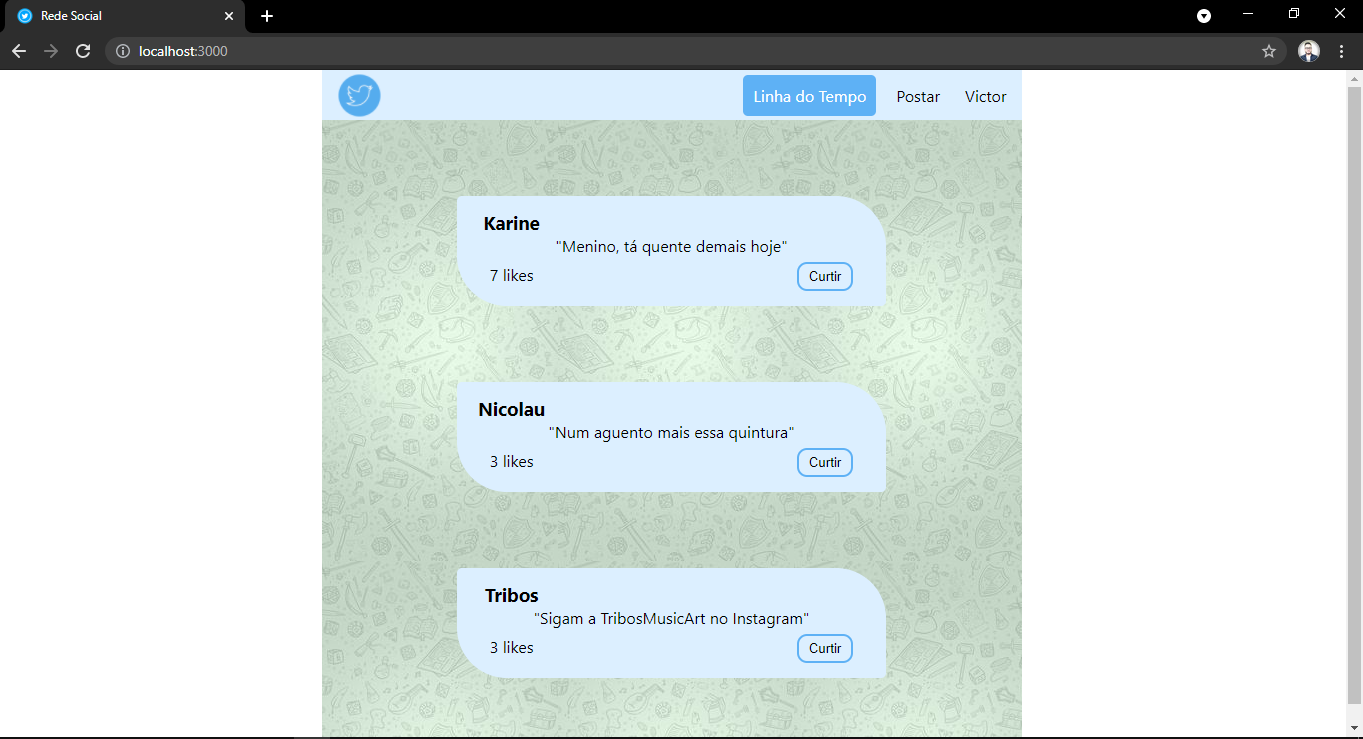 Rede Social
localhost:3000
Linha do Tempo Postar Victor
Karine
"Menino, tá quente demais hoje"
7 likes Curtir
Nicolau
"Num aguento mais essa quintura"
3 likes Curtir
Tribos
"Sigam a TribosMusicArt no Instagram"
3 likes Curtir